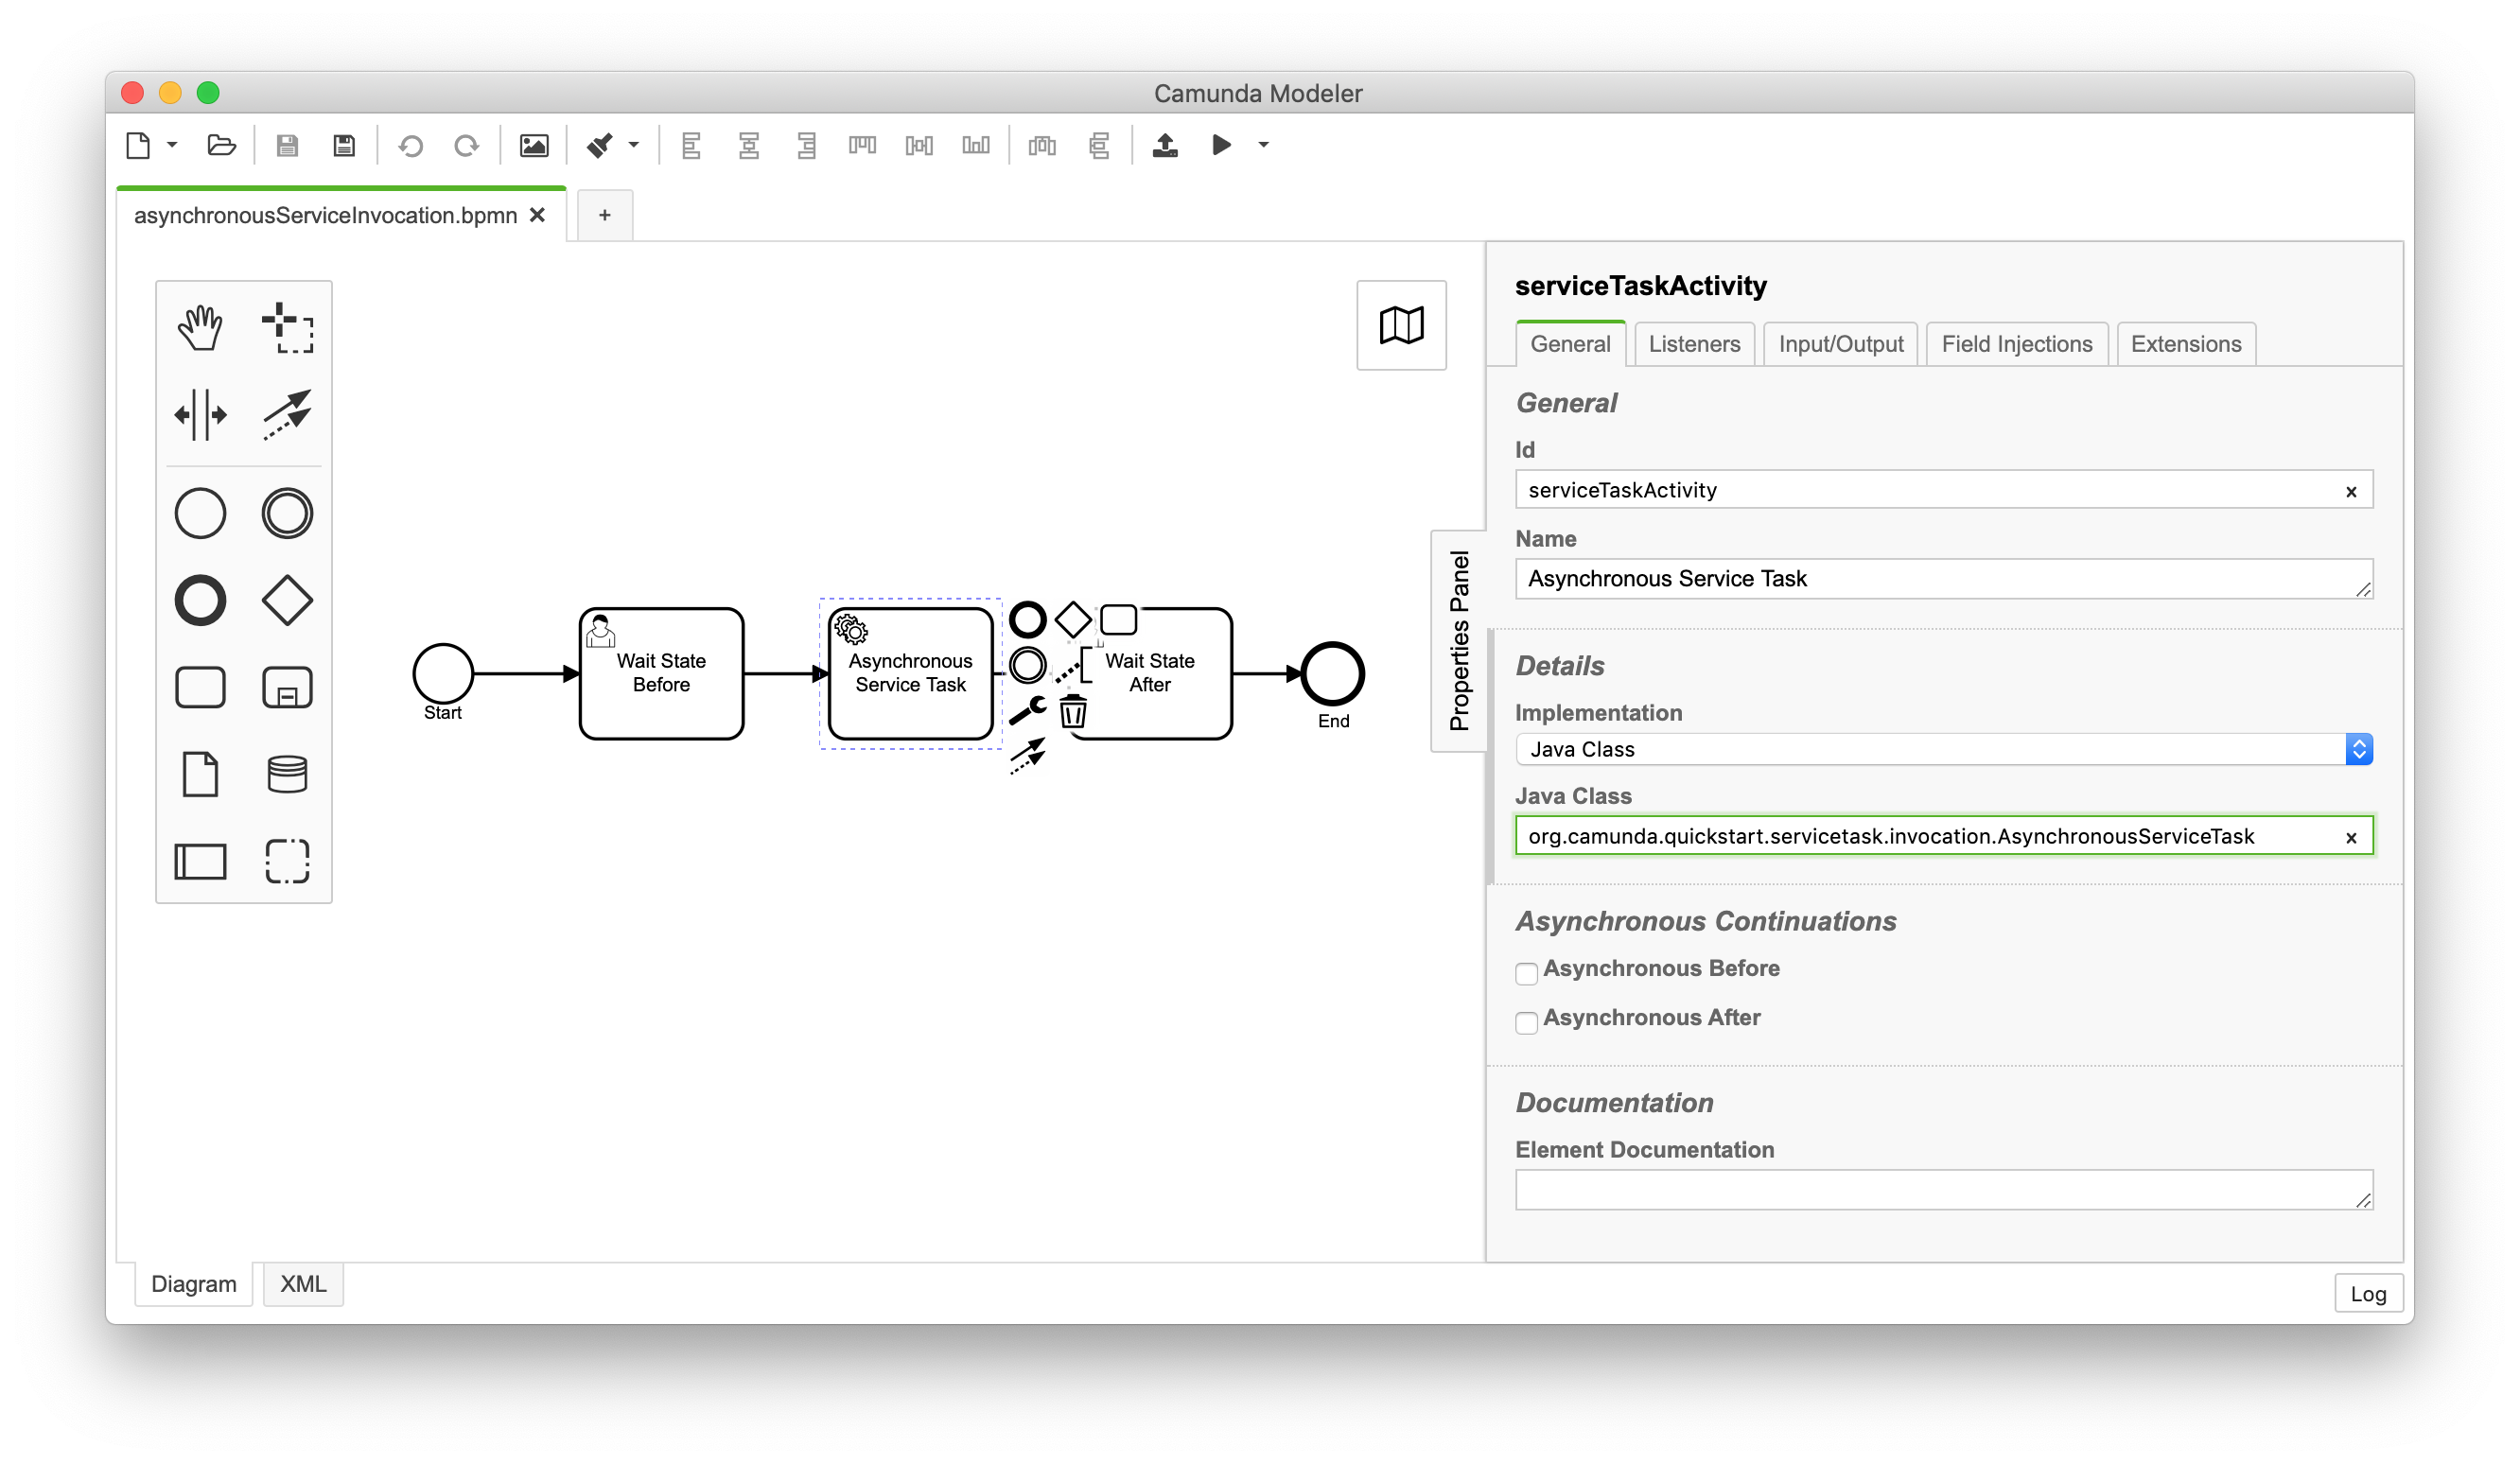 Camunda Modeler
asynchronousServiceInvocation.bpmn
+
serviceTaskActivity
General Listeners Input/Output Field Injections Extensions
General
Id
serviceTaskActivity
Name
Asynchronous Service Task
Properties Panel
Details
Implementation
Java Class
Java Class
org.camunda.quickstart.servicetask.invocation.AsynchronousServiceTask
Asynchronous Continuations
Asynchronous Before
Asynchronous After
Documentation
Element Documentation
Start
Wait State
Before
Asynchronous
Service Task
Wait State
After
End
Diagram XML
Log